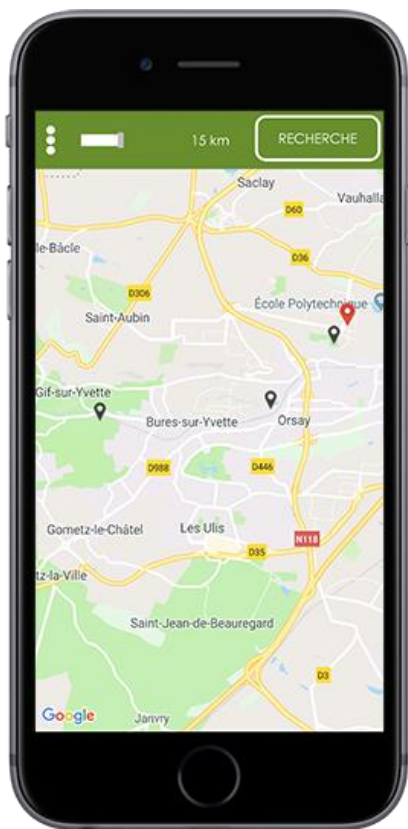 15 km
RECHERCHE
Saclay
Vauhalla
D60
le-Bâcle
D36
D306
École Polytechnique
Saint-Aubin
Gif-sur-Yvette
Bures-sur-Yvette
Orsay
D988
D446
Gometz-le-Châtel
Les Ulis
N118
D35
tz-la-Ville
Saint-Jean-de-Beauregard
D3
Google
Janvry